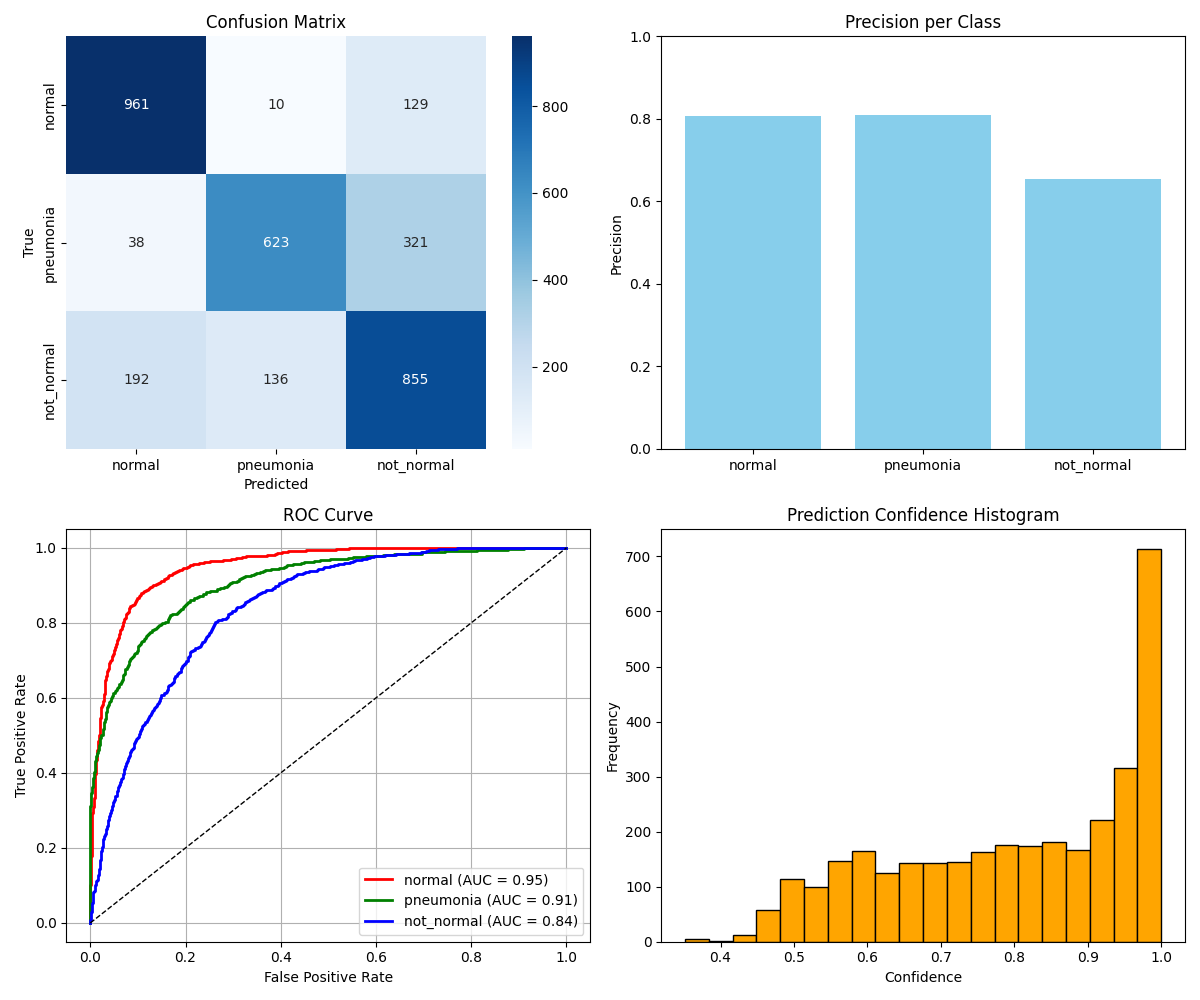 Confusion Matrix
961 10 129
38 623 321
192 136 855
normal
pneumonia
not_normal
True
normal pneumonia not_normal
Predicted
800
600
400
200
Precision per Class
1.0
0.8
0.6
0.4
0.2
0.0
Precision
normal pneumonia not_normal
ROC Curve
1.0
0.8
0.6
0.4
0.2
0.0
True Positive Rate
normal (AUC = 0.95)
pneumonia (AUC = 0.91)
not_normal (AUC = 0.84)
0.0 0.2 0.4 0.6 0.8 1.0
False Positive Rate
Prediction Confidence Histogram
700
600
500
400
300
200
100
0
Frequency
0.4 0.5 0.6 0.7 0.8 0.9 1.0
Confidence